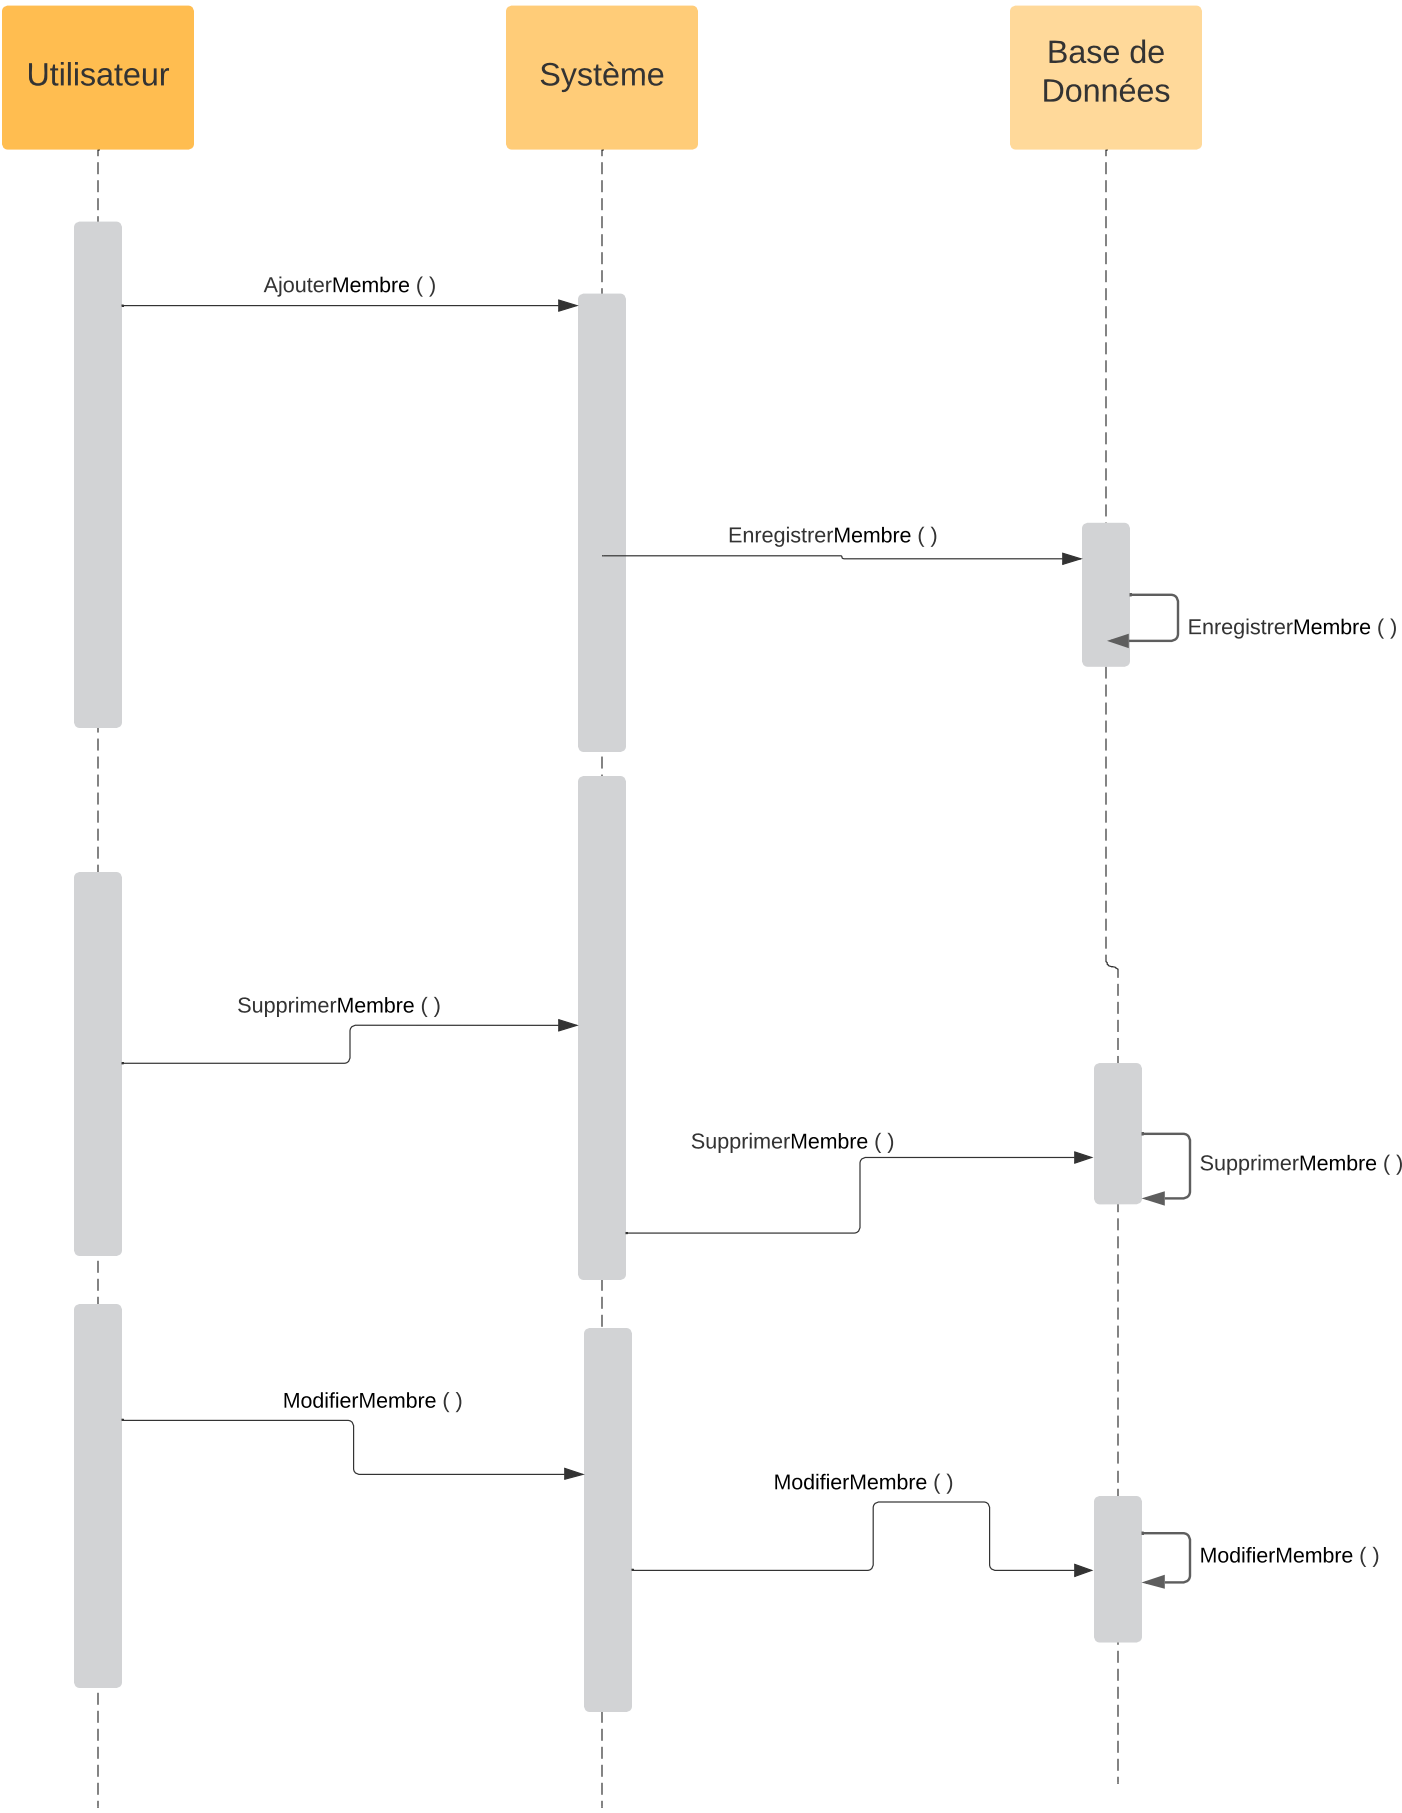 Utilisateur
Système
Base de
Données
AjouterMembre ( )
EnregistrerMembre ( )
EnregistrerMembre ( )
SupprimerMembre ( )
SupprimerMembre ( )
SupprimerMembre ( )
ModifierMembre ( )
ModifierMembre ( )
ModifierMembre ( )